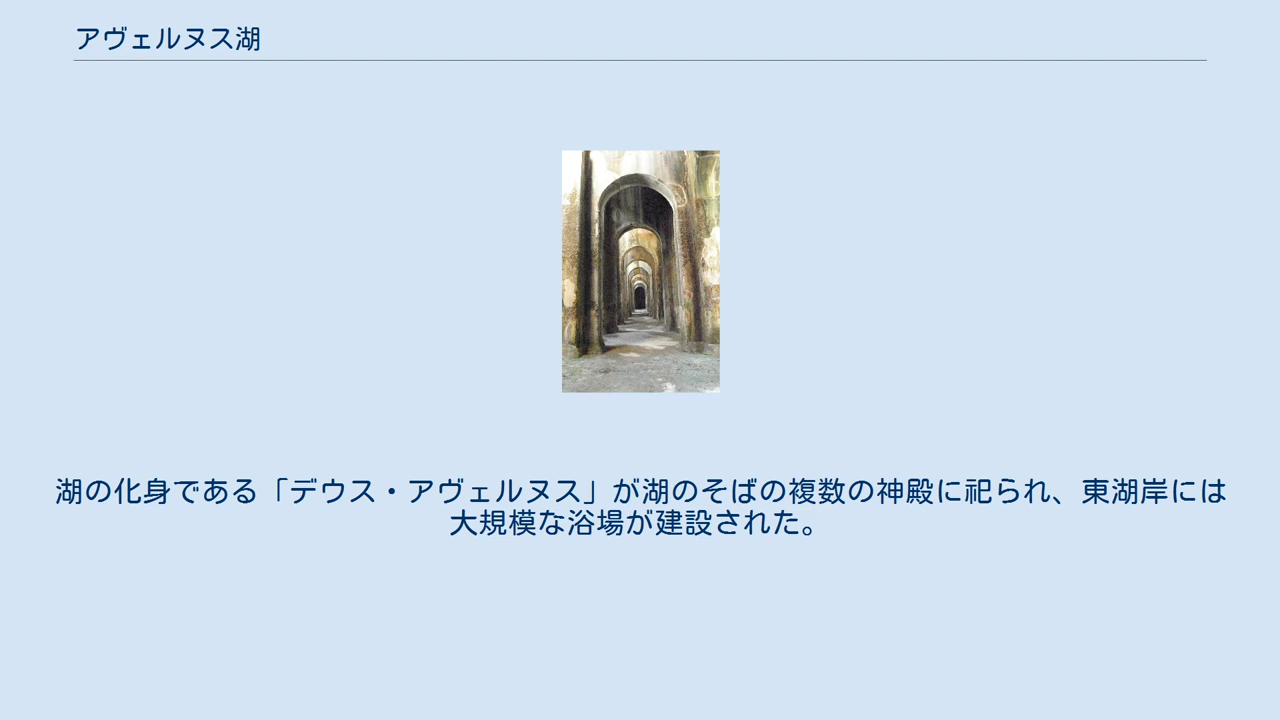 アヴェルヌス湖
湖の化身である「デウス・アヴェルヌス」が湖のそばの複数の神殿に祀られ、東湖岸には
大規模な浴場が建設された。